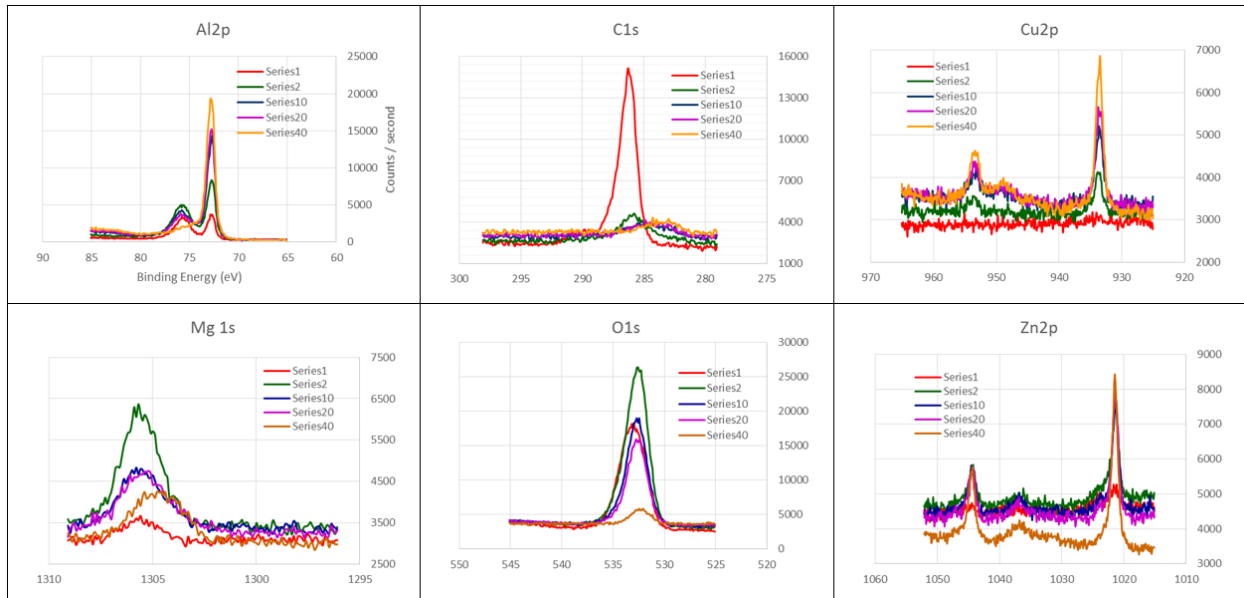 Al2p
25000
20000
15000
10000
5000
0
Counts / second
Series1
Series2
Series10
Series20
Series40
90 85 80 75 70 65 60
Binding Energy (eV)
C1s
16000
14000
12000
10000
8000
6000
4000
1000
Series1
Series2
Series10
Series20
Series40
300 295 290 285 280 275
Cu2p
7000
6000
5000
4000
3000
2000
Series1
Series2
Series10
Series20
Series40
970 960 950 940 930 920
Mg 1s
7500
6500
5500
4500
3500
2500
Series1
Series2
Series10
Series20
Series40
1310 1305 1300 1295
O1s
30000
25000
20000
15000
10000
5000
0
Series1
Series2
Series10
Series20
Series40
550 545 540 535 530 525 520
Zn2p
9000
8000
7000
6000
5000
4000
3000
Series1
Series2
Series10
Series20
Series40
1060 1050 1040 1030 1020 1010